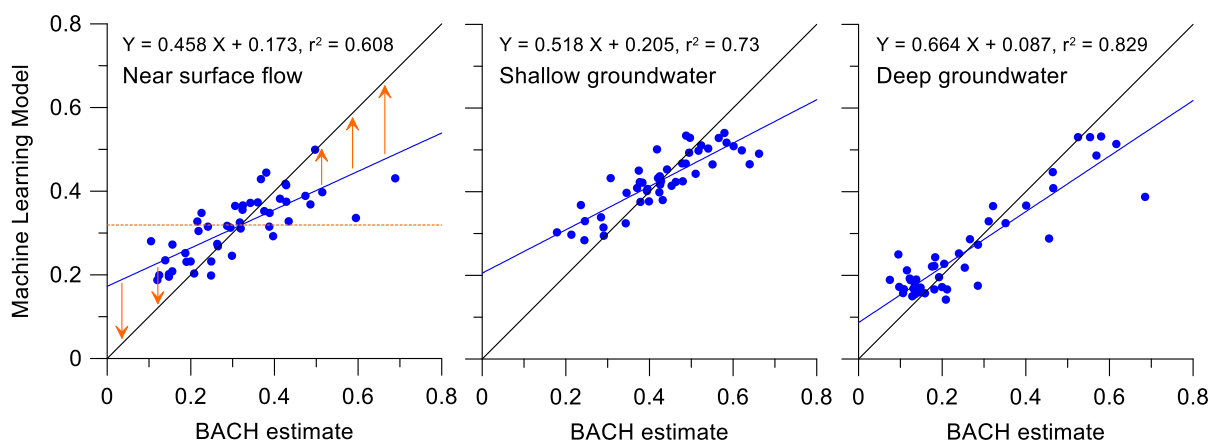 Y = 0.458 X + 0.173, r² = 0.608
Near surface flow
Y = 0.518 X + 0.205, r² = 0.73
Shallow groundwater
Y = 0.664 X + 0.087, r² = 0.829
Deep groundwater
Machine Learning Model
0.8
0.6
0.4
0.2
0
0 0.2 0.4 0.6 0.8
0 0.2 0.4 0.6 0.8
0 0.2 0.4 0.6 0.8
BACH estimate
BACH estimate
BACH estimate